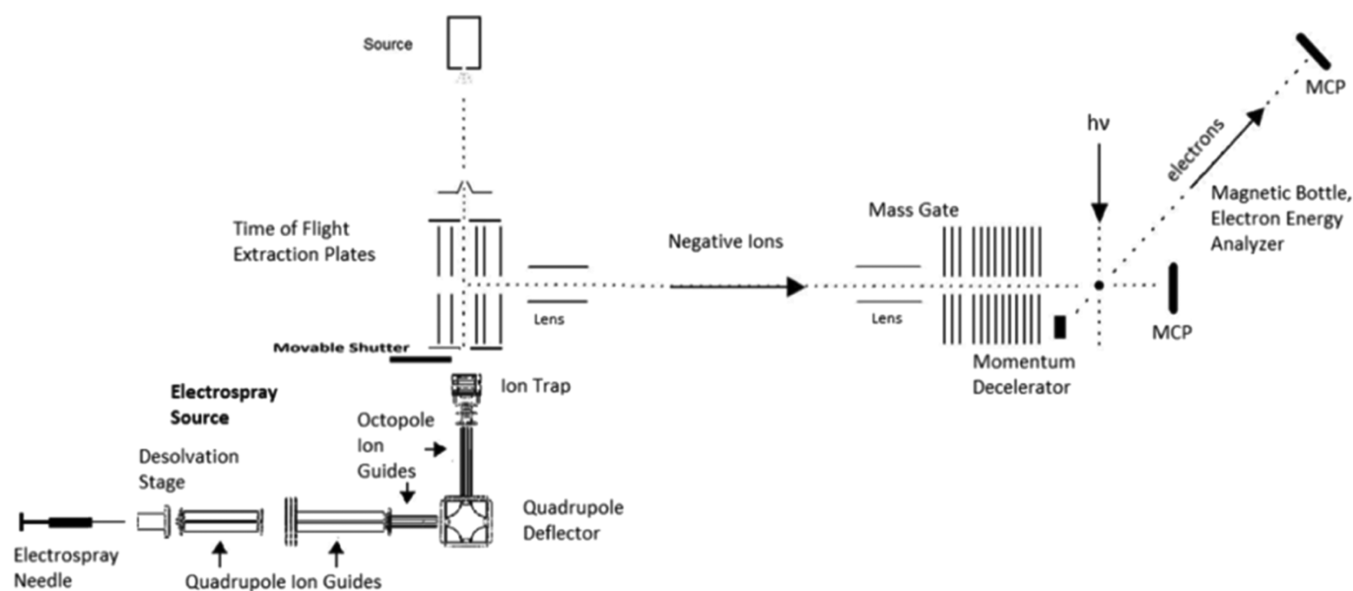 Source
Time of Flight
Extraction Plates
Negative Ions
Lens
Mass Gate
Lens
Momentum
Decelerator
hν
electrons
MCP
Magnetic Bottle,
Electron Energy
Analyzer
MCP
Movable Shutter
Ion Trap
Electrospray
Source
Octopole
Ion
Guides
Desolvation
Stage
Quadrupole
Deflector
Electrospray
Needle
Quadrupole Ion Guides